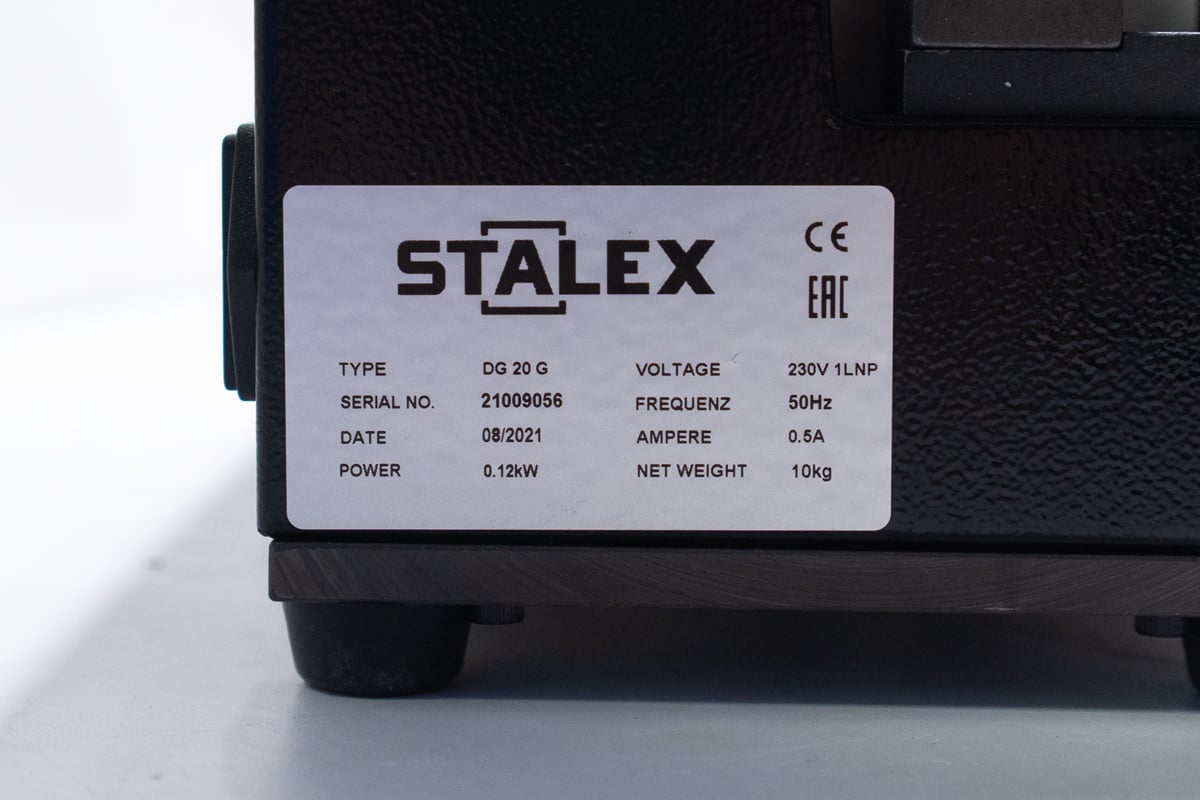 STALEX
CE
EAC
TYPE DG 20 G VOLTAGE 230V 1LNP
SERIAL NO. 21009056 FREQUENZ 50Hz
DATE 08/2021 AMPERE 0.5A
POWER 0.12kW NET WEIGHT 10kg